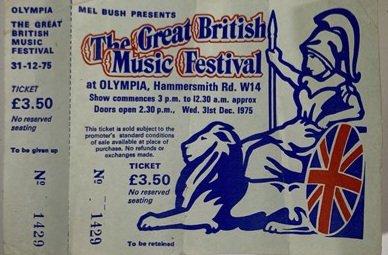 OLYMPIA
THE GREAT
BRITISH
MUSIC
FESTIVAL
31-12-75
TICKET
£3.50
No reserved
seating
To be given up
No 1429
MEL BUSH PRESENTS
The Great British
Music Festival
at OLYMPIA, Hammersmith Rd. W14
Show commences 3 p.m. to 12.30 a.m. approx
Doors open 2.30 p.m., Wed. 31st Dec. 1975
This ticket is sold subject to the
promoter's standard conditions
of sale available at place of
purchase. No refunds or
exchanges made.
TICKET
£3.50
No reserved
seating
No 1429
To be retained